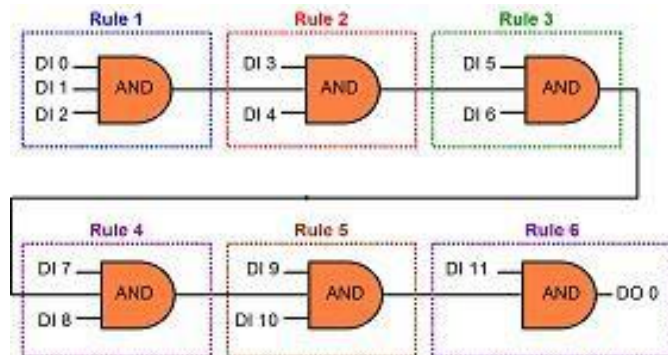 Rule 1 Rule 2 Rule 3
DI 0 DI 3 DI 5
DI 1 AND AND AND
DI 2 DI 4 DI 6
Rule 4 Rule 5 Rule 6
DI 7 DI 9 DI 11
AND AND AND DO 0
DI 8 DI 10